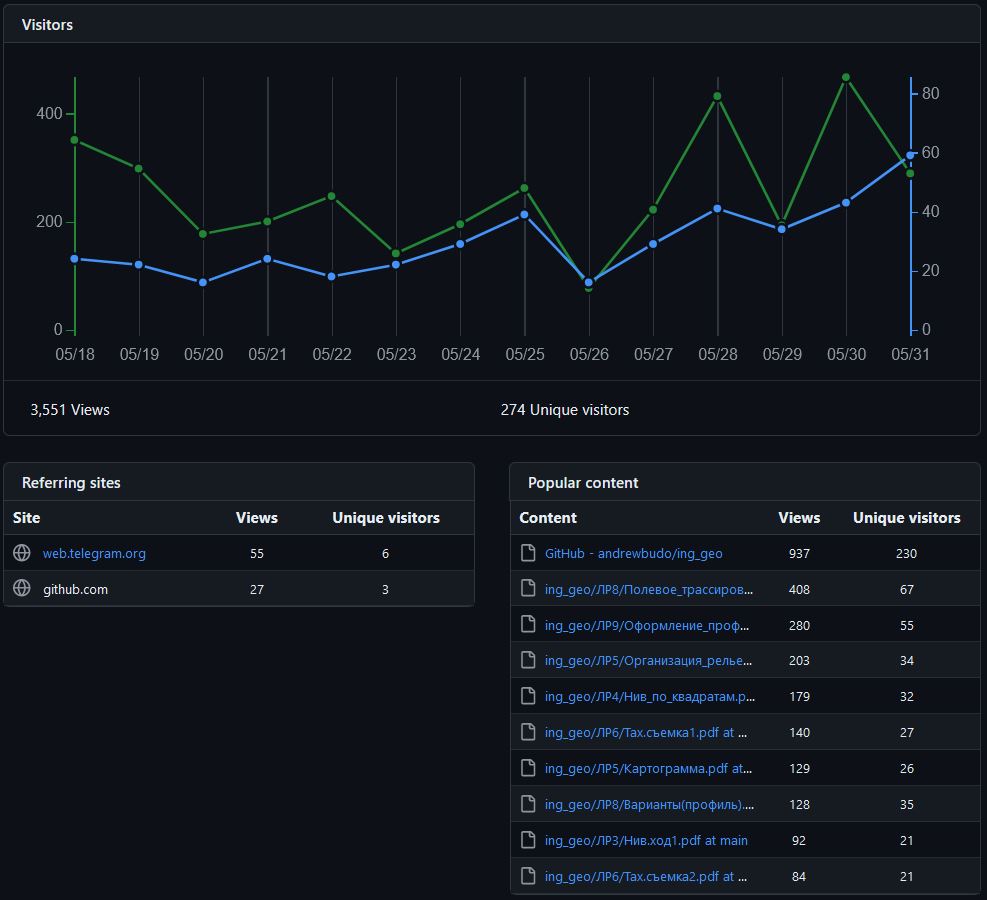 Visitors
400
200
0
80
60
40
20
0
05/18 05/19 05/20 05/21 05/22 05/23 05/24 05/25 05/26 05/27 05/28 05/29 05/30 05/31
3,551 Views 274 Unique visitors
Referring sites
Site Views Unique visitors
web.telegram.org 55 6
github.com 27 3
Popular content
Content Views Unique visitors
GitHub - andrewbudo/ing_geo 937 230
ing_geo/ЛР8/Полевое_трассиров... 408 67
ing_geo/ЛР9/Оформление_проф... 280 55
ing_geo/ЛР5/Организация_релье... 203 34
ing_geo/ЛР4/Нив_по_квадратам.p... 179 32
ing_geo/ЛР6/Тах.съемка1.pdf at ... 140 27
ing_geo/ЛР5/Картограмма.pdf at... 129 26
ing_geo/ЛР8/Варианты(профиль).... 128 35
ing_geo/ЛР3/Нив.ход1.pdf at main 92 21
ing_geo/ЛР6/Тах.съемка2.pdf at ... 84 21